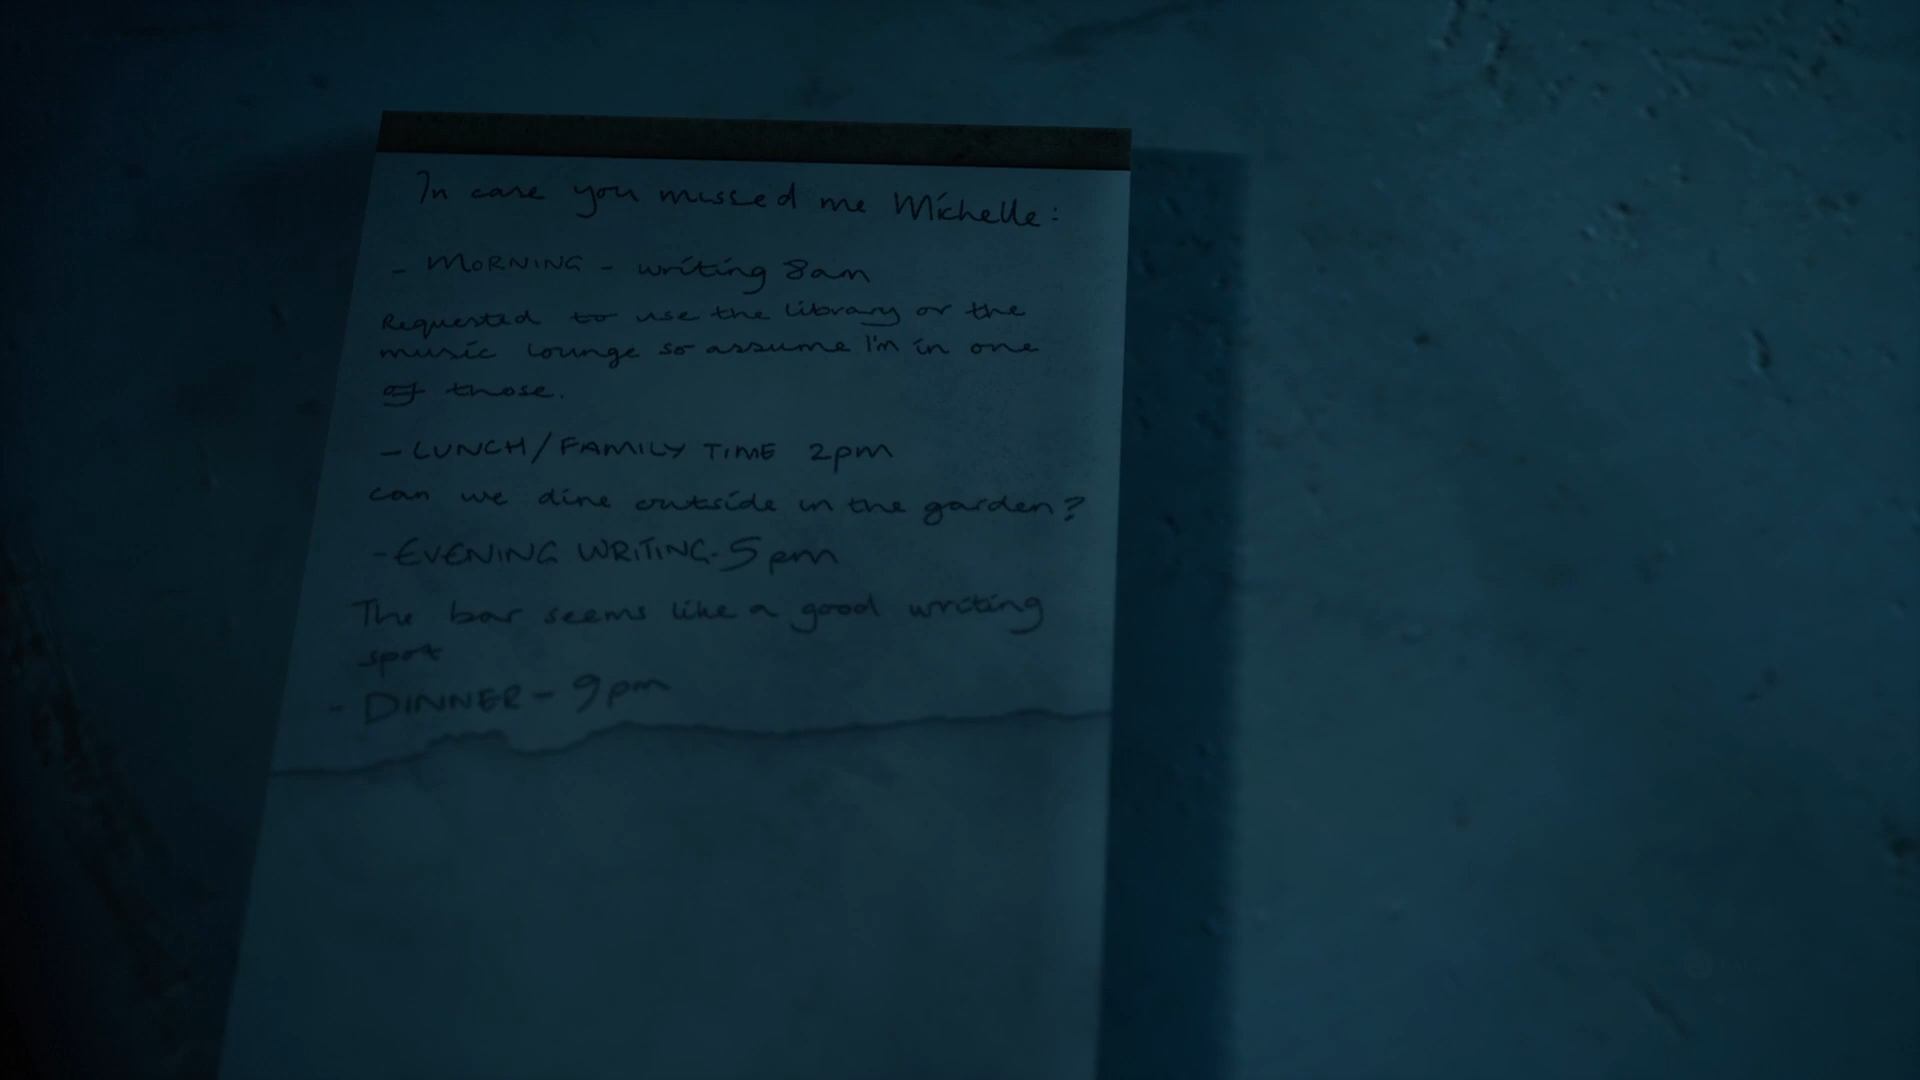 In case you missed me Michelle:
- MORNING - writing 8am
Requested to use the library or the
music lounge so assume I'm in one
of those.
- LUNCH/FAMILY TIME 2pm
can we dine outside in the garden?
- EVENING WRITING - 5pm
The bar seems like a good writing
spot
- DINNER - 9pm